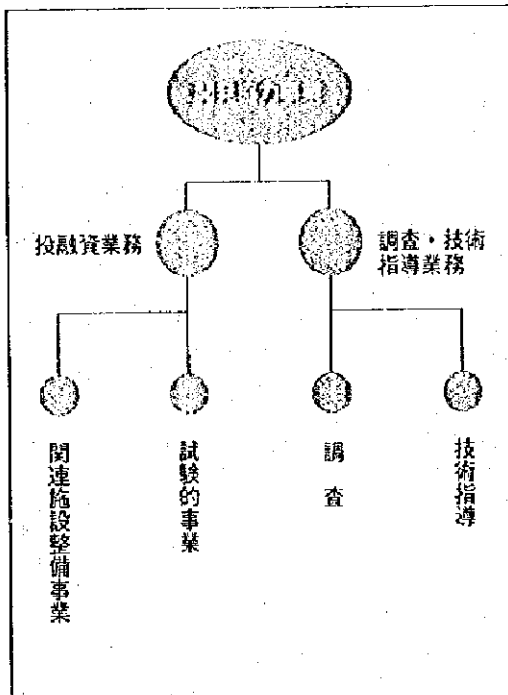 投融資業務
調査・技術
指導業務
関連施設整備事業
試験的事業
調査
技術指導